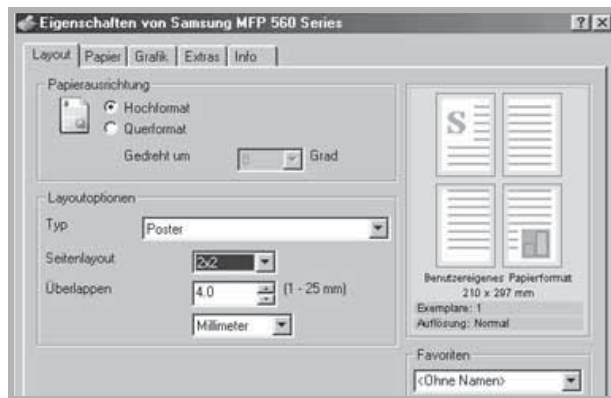 Eigenschaften von Samsung MFP 560 Series
Layout Papier Grafik Extras Info
Papierausrichtung
Hochformat
Querformat
Gedreht um
Grad
Layoutoptionen
Typ
Poster
Seitenlayout
2x2
Überlappen
4.0
(1 - 25 mm)
Millimeter
S
Benutzereigenes Papierformat
210 x 297 mm
Exemplare: 1
Auflösung: Normal
Favoriten
<Ohne Namen>